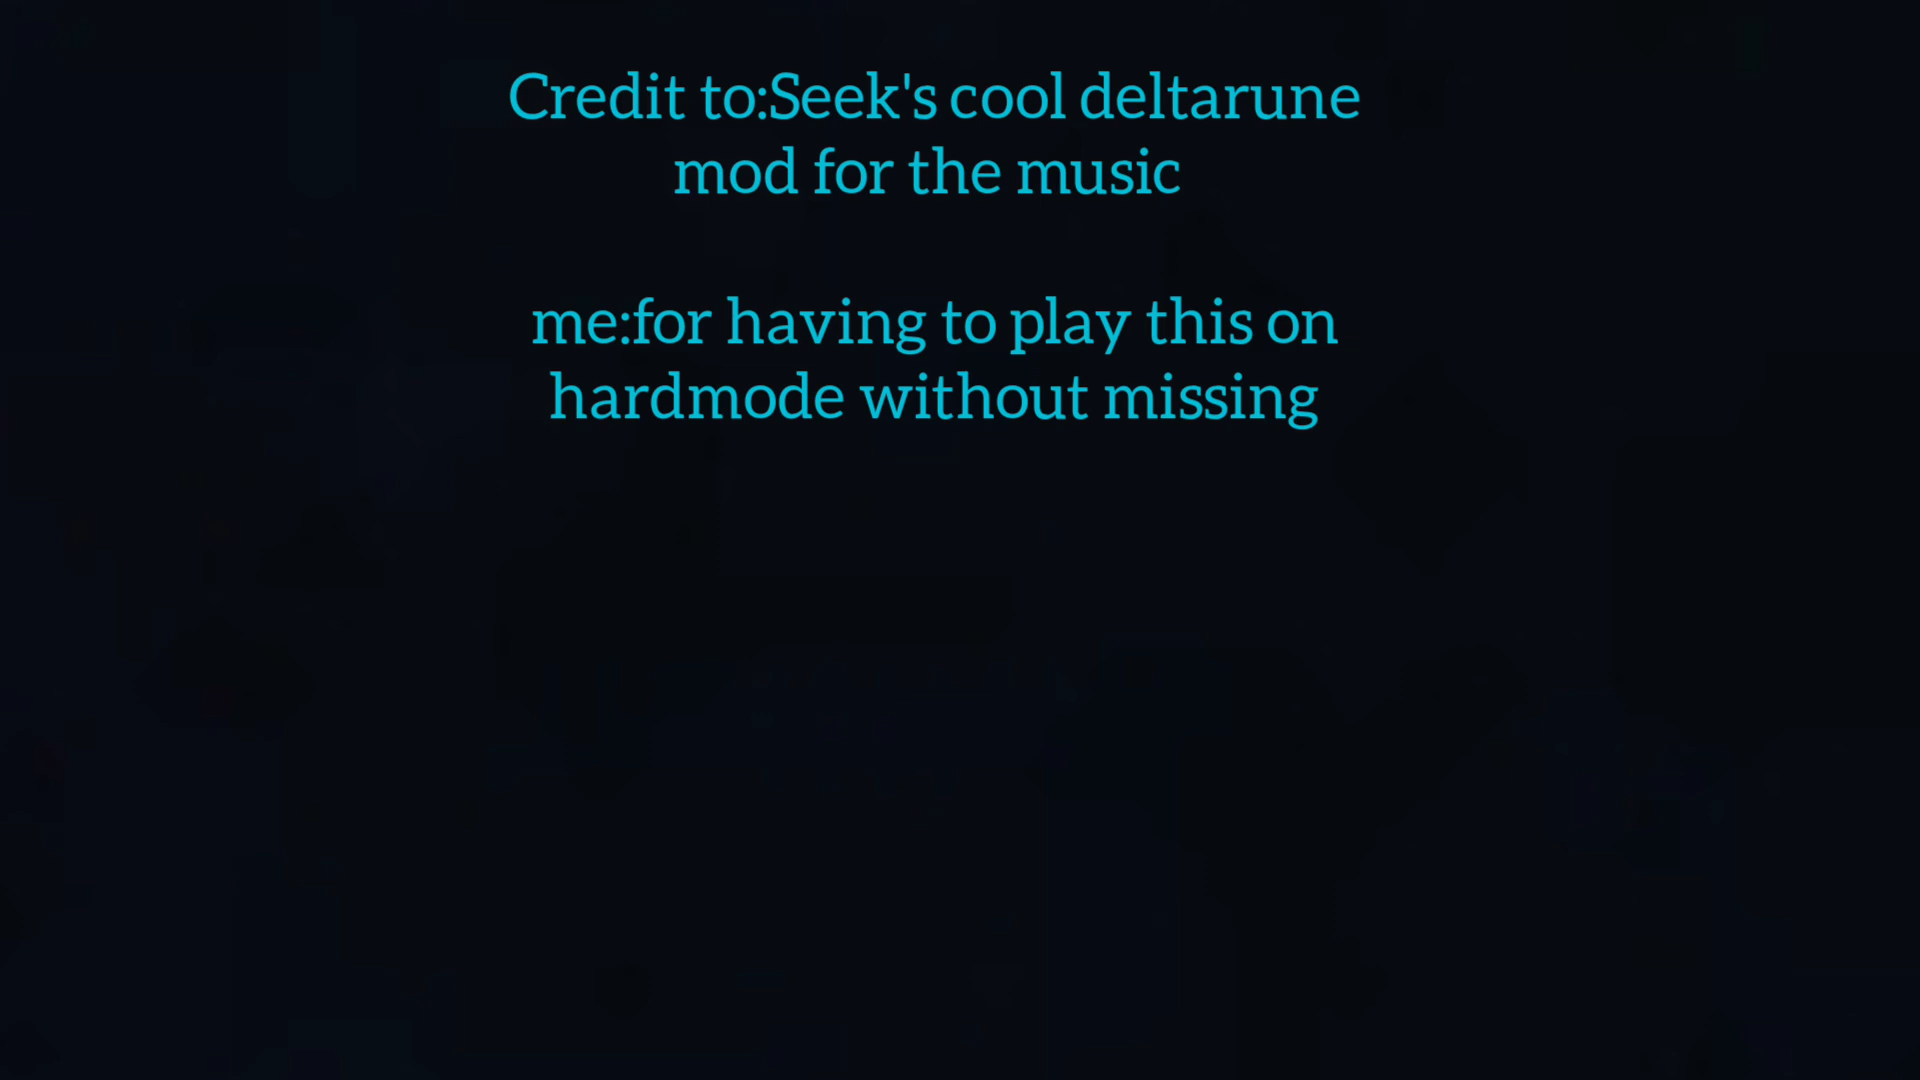 Credit to:Seek's cool deltarune
mod for the music
me:for having to play this on
hardmode without missing